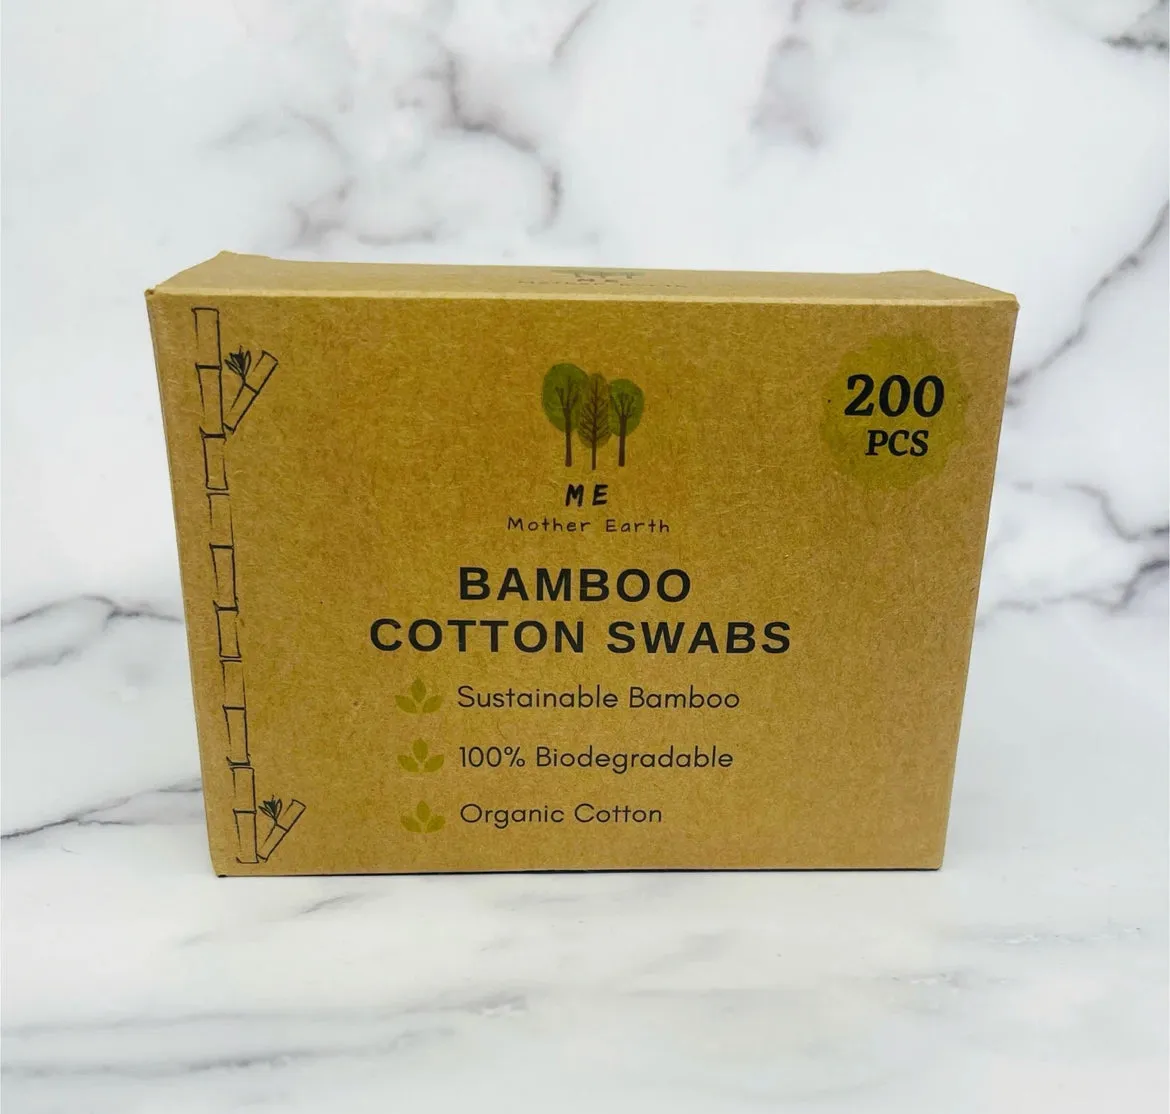 200
PCS
ME
Mother Earth
BAMBOO
COTTON SWABS
Sustainable Bamboo
100% Biodegradable
Organic Cotton